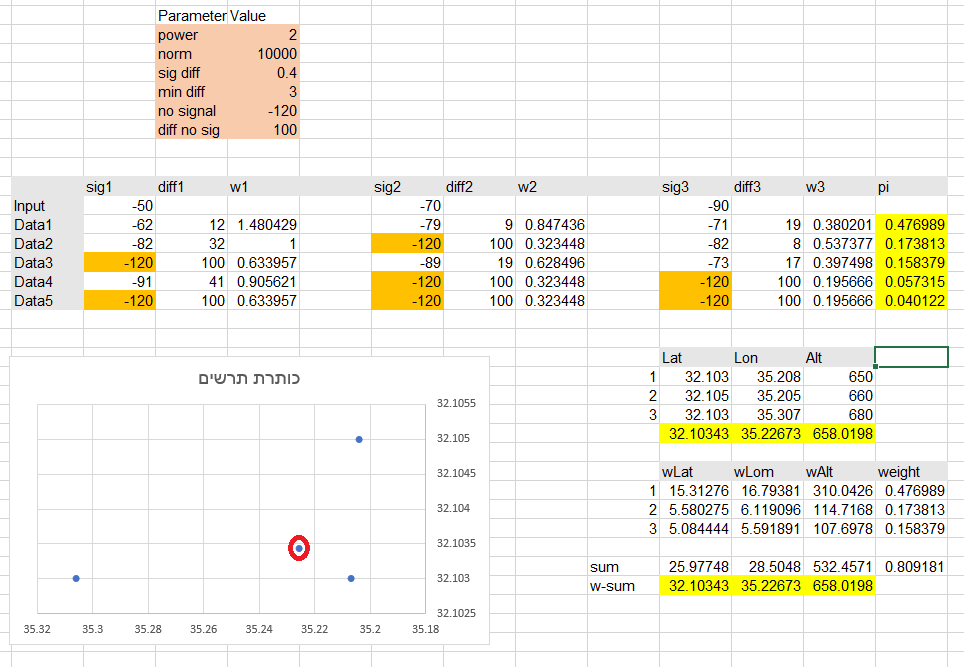 Parameter Value
power 2
norm 10000
sig diff 0.4
min diff 3
no signal -120
diff no sig 100
sig1 diff1 w1 sig2 diff2 w2 sig3 diff3 w3 pi
Input -50 -70 -90
Data1 -62 12 1.480429 -79 9 0.847436 -71 19 0.380201 0.476989
Data2 -82 32 1 -120 100 0.323448 -82 8 0.537377 0.173813
Data3 -120 100 0.633957 -89 19 0.628496 -73 17 0.397498 0.158379
Data4 -91 41 0.905621 -120 100 0.323448 -120 100 0.195666 0.057315
Data5 -120 100 0.633957 -120 100 0.323448 -120 100 0.195666 0.040122
Lat Lon Alt
1 32.103 35.208 650
2 32.105 35.205 660
3 32.103 35.307 680
32.10343 35.22673 658.0198
wLat wLom wAlt weight
1 15.31276 16.79381 310.0426 0.476989
2 5.580275 6.119096 114.7168 0.173813
3 5.084444 5.591891 107.6978 0.158379
sum 25.97748 28.5048 532.4571 0.809181
w-sum 32.10343 35.22673 658.0198
כותרת תרשים
32.1055
32.105
32.1045
32.104
32.1035
32.103
32.1025
35.32 35.3 35.28 35.26 35.24 35.22 35.2 35.18